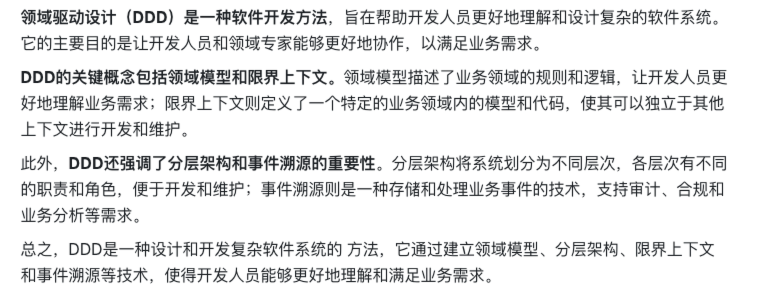 领域驱动设计（DDD）是一种软件开发方法，旨在帮助开发人员更好地理解和设计复杂的软件系统。
它的主要目的是让开发人员和领域专家能够更好地协作，以满足业务需求。
DDD的关键概念包括领域模型和限界上下文。领域模型描述了业务领域的规则和逻辑，让开发人员更
好地理解业务需求；限界上下文则定义了一个特定的业务领域内的模型和代码，使其可以独立于其他
上下文进行开发和维护。
此外，DDD还强调了分层架构和事件溯源的重要性。分层架构将系统划分为不同层次，各层次有不同
的职责和角色，便于开发和维护；事件溯源则是一种存储和处理业务事件的技术，支持审计、合规和
业务分析等需求。
总之，DDD是一种设计和开发复杂软件系统的 方法，它通过建立领域模型、分层架构、限界上下文
和事件溯源等技术，使得开发人员能够更好地理解和满足业务需求。